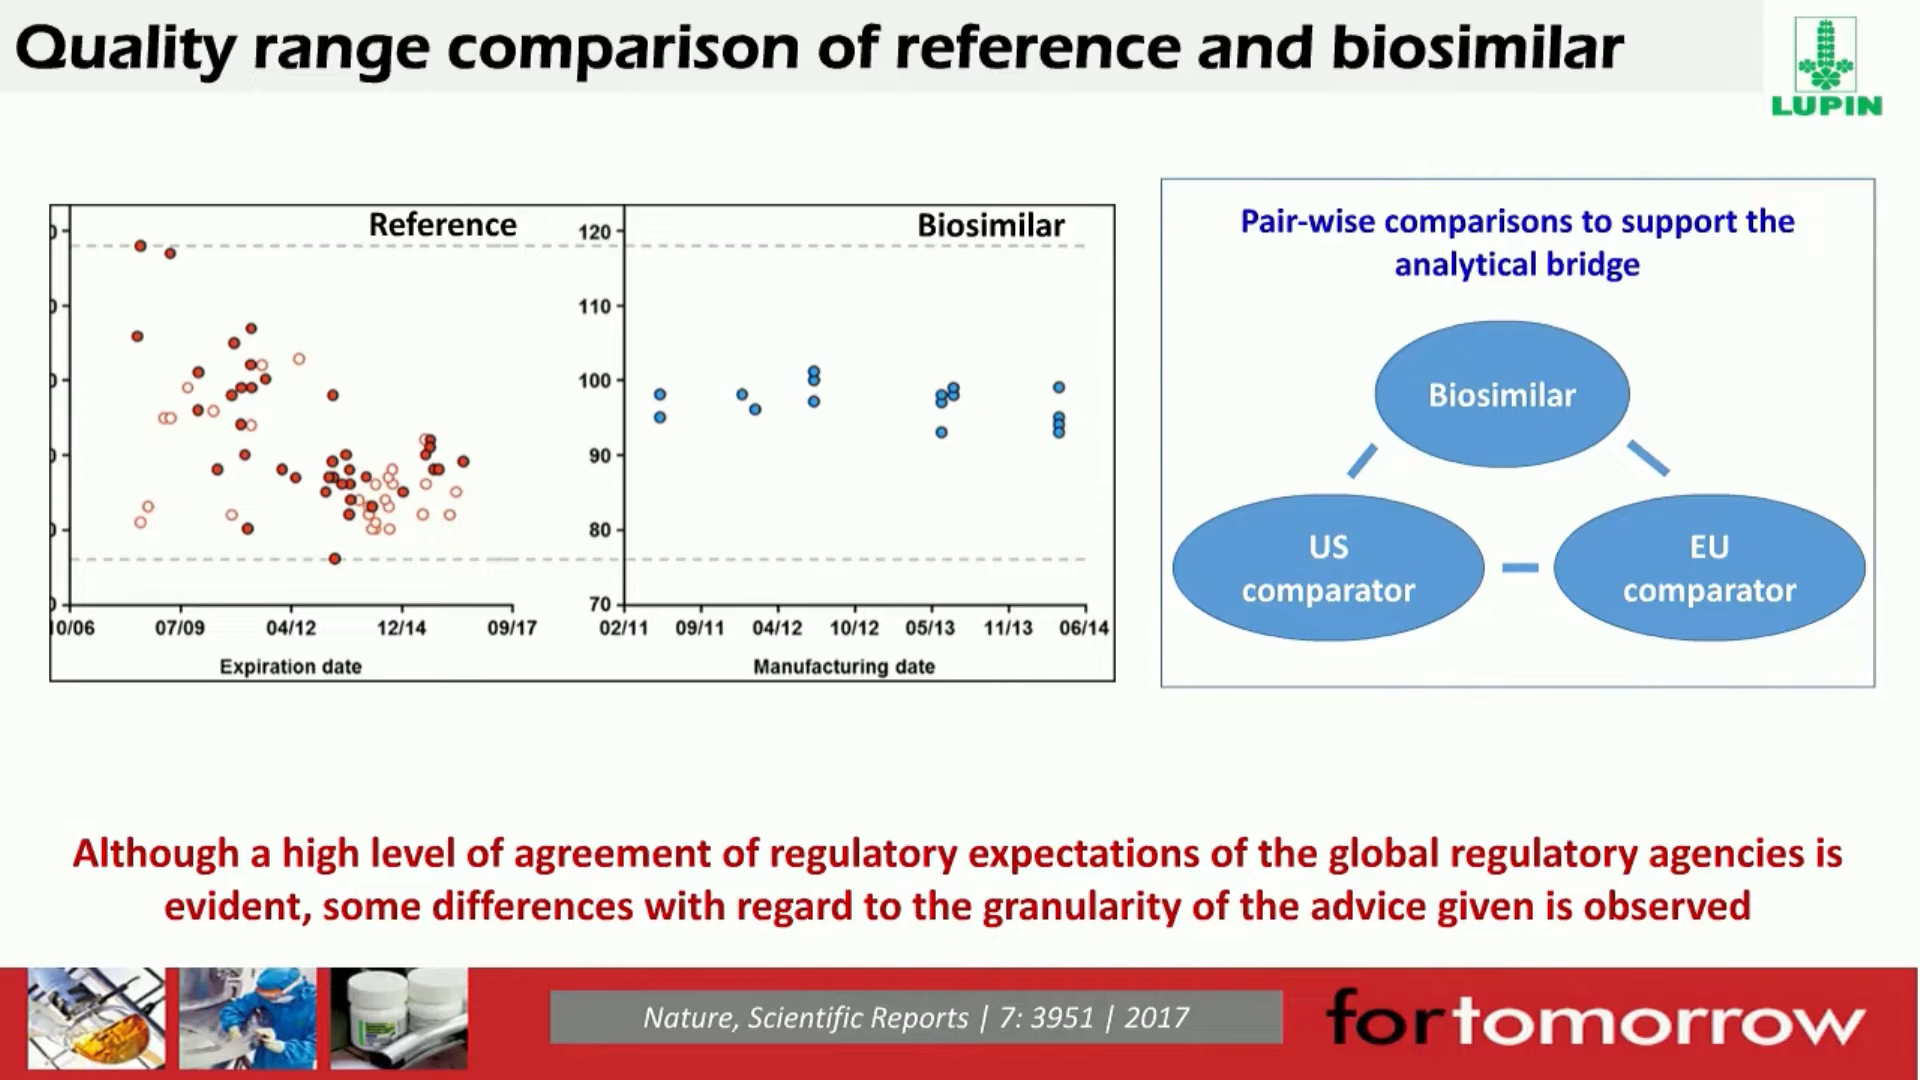 Quality range comparison of reference and biosimilar
LUPIN
Reference
Biosimilar
120
110
100
90
80
70
0/06 07/09 04/12 12/14 09/17
02/11 09/11 04/12 10/12 05/13 11/13 06/14
Expiration date
Manufacturing date
Pair-wise comparisons to support the
analytical bridge
Biosimilar
US
comparator
EU
comparator
Although a high level of agreement of regulatory expectations of the global regulatory agencies is
evident, some differences with regard to the granularity of the advice given is observed
Nature, Scientific Reports | 7: 3951 | 2017
fortomorrow